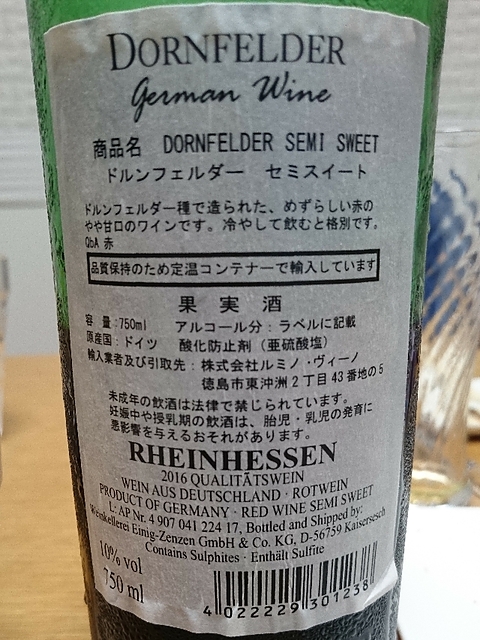 DORNFELDER
German Wine
商品名 DORNFELDER SEMI SWEET
ドルンフェルダー セミスイート
ドルンフェルダー種で造られた、めずらしい赤の
やや甘口のワインです。冷やして飲むと格別です。
QbA 赤
品質保持のため定温コンテナーで輸入しています
果実酒
容量:750ml アルコール分:ラベルに記載
原産国:ドイツ 酸化防止剤(亜硫酸塩)
輸入業者及び引取先:株式会社ルミノ・ヴィーノ
徳島市東沖洲2丁目43番地の5
未成年の飲酒は法律で禁じられています。
妊娠中や授乳期の飲酒は、胎児・乳児の発育に
悪影響を与えるおそれがあります。
RHEINHESSEN
2016 QUALITÄTSWEIN
WEIN AUS DEUTSCHLAND · ROTWEIN
PRODUCT OF GERMANY · RED WINE SEMI SWEET
L: AP Nr. 4 907 041 224 17, Bottled and Shipped by:
Weinkellerei Einig-Zenzen GmbH & Co. KG, D-56759 Kaisersesch
Contains Sulphites · Enthält Sulfite
10% vol
750 ml
4 022229 301238